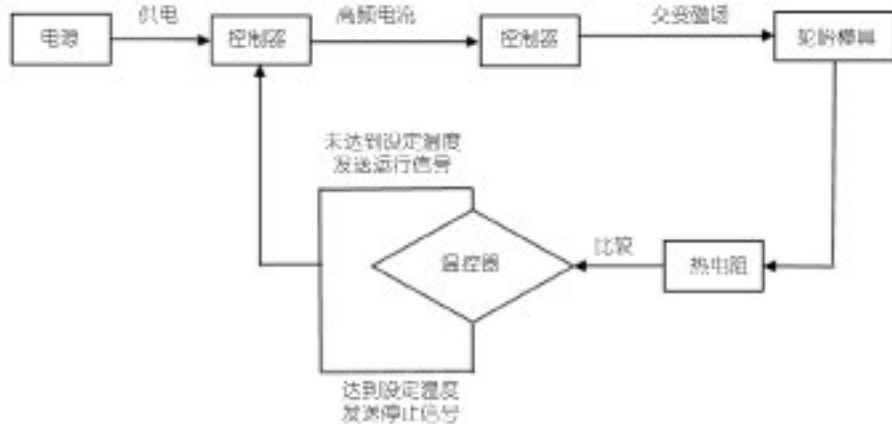 供电
高频电流
交变磁场
电源
控制器
控制器
轮胎模具
未达到设定温度
发送运行信号
比较
温控器
热电阻
达到设定温度
发送停止信号